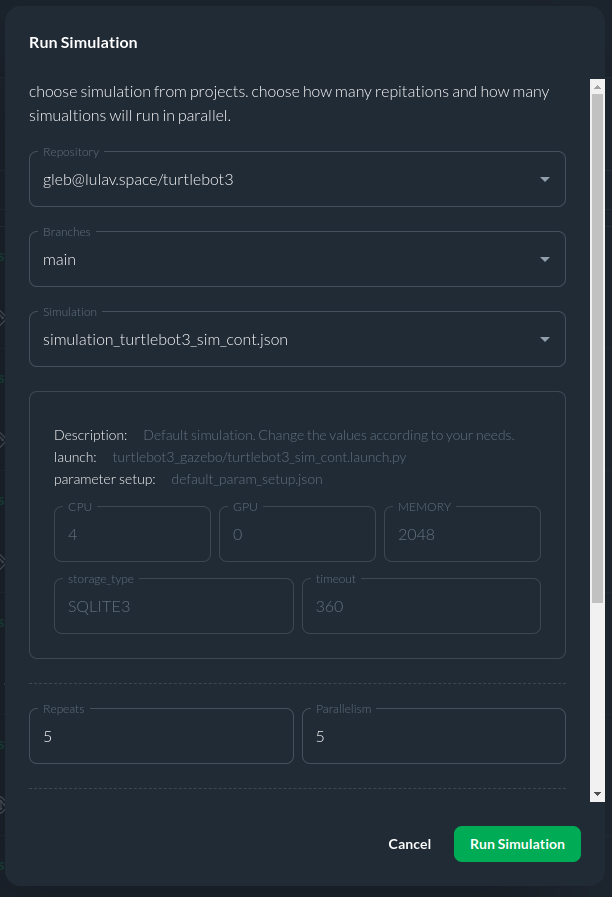 Run Simulation
choose simulation from projects. choose how many repitations and how many
simualtions will run in parallel.
Repository
gleb@lulav.space/turtlebot3
Branches
main
Simulation
simulation_turtlebot3_sim_cont.json
Description: Default simulation. Change the values according to your needs.
launch: turtlebot3_gazebo/turtlebot3_sim_cont.launch.py
parameter setup: default_param_setup.json
CPU GPU MEMORY
4 0 2048
storage_type timeout
SQLITE3 360
Repeats Parallelism
5 5
Cancel Run Simulation